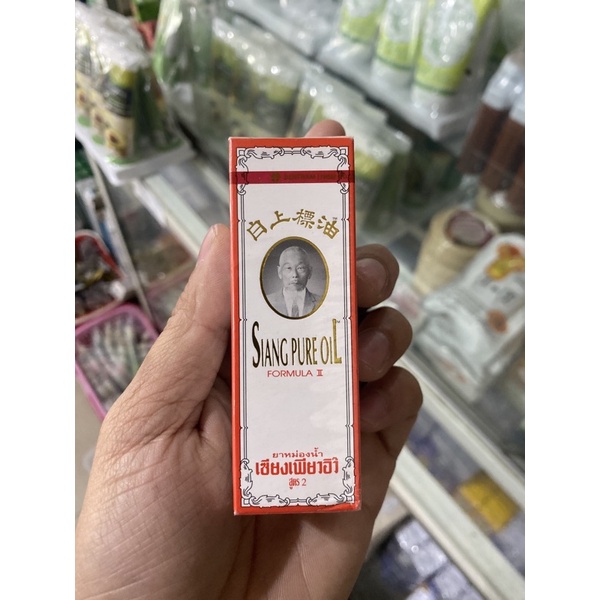 白上標油
SIANG PURE OIL
FORMULA II
ยาหม่องน้ำ
เซียงเพียวอิ๊ว
สูตร 2